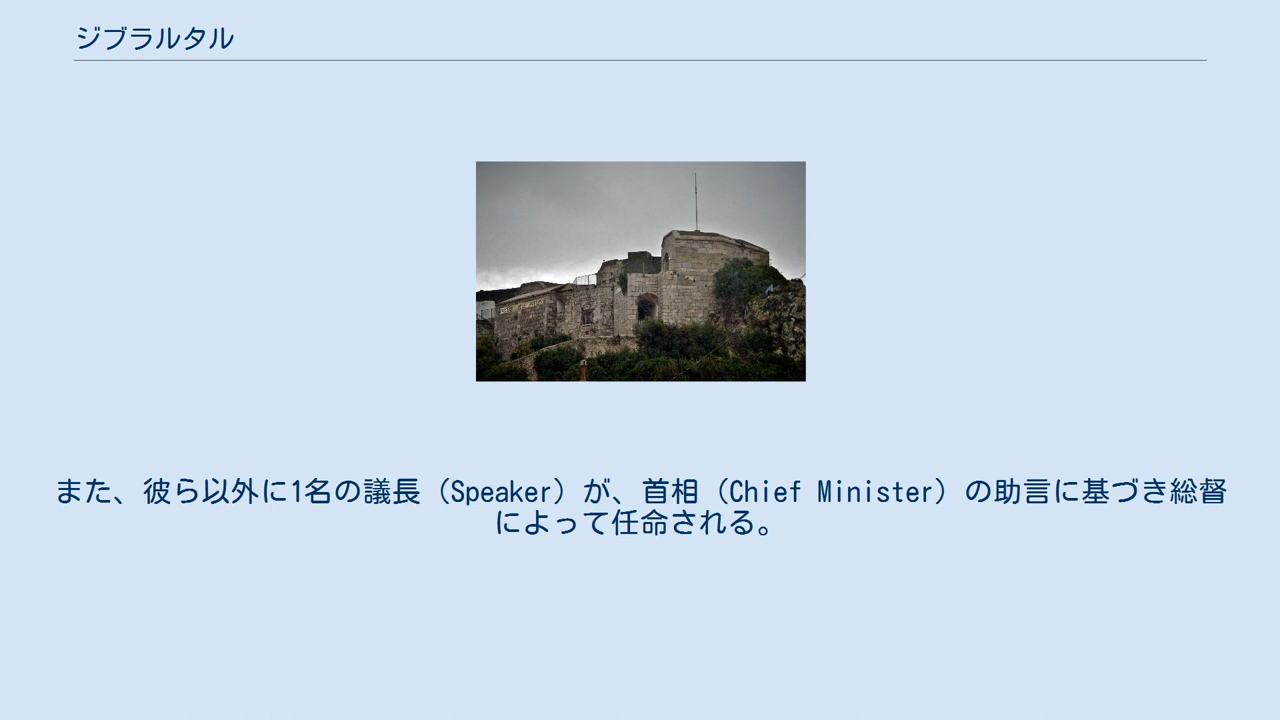 ジブラルタル
また、彼ら以外に1名の議長（Speaker）が、首相（Chief Minister）の助言に基づき総督
によって任命される。